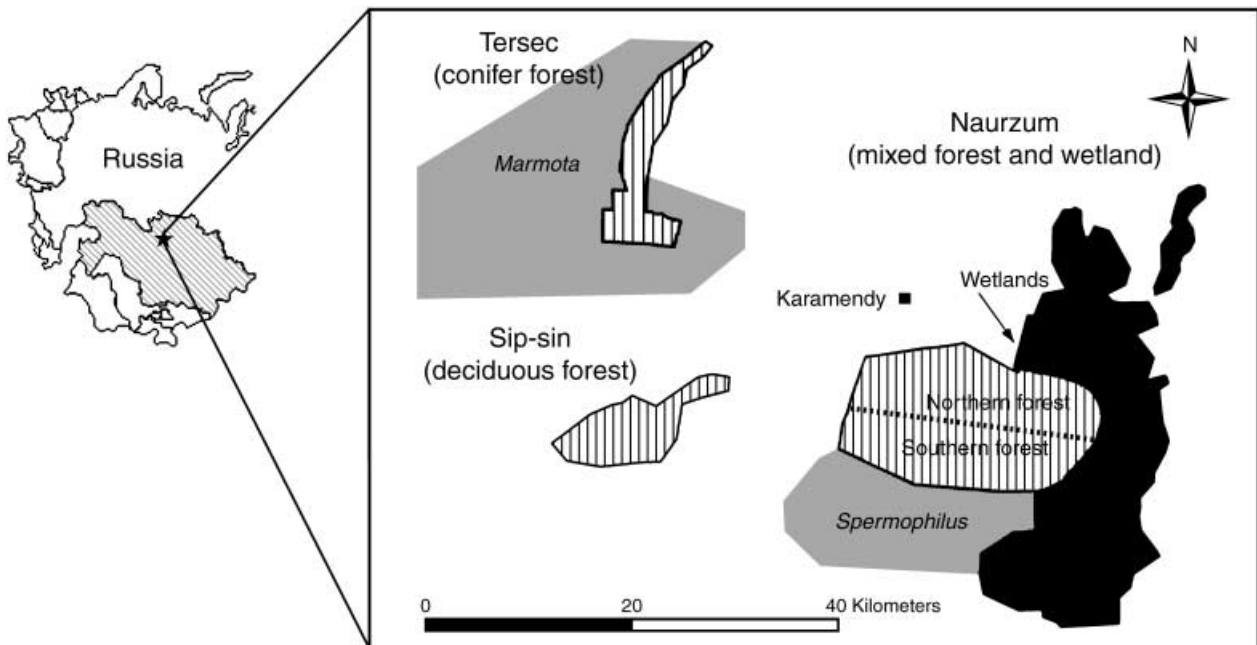 Russia
Tersec
(conifer forest)
Marmota
N
Naurzum
(mixed forest and wetland)
Wetlands
Karamendy
Sip-sin
(deciduous forest)
Northern forest
Southern forest
Spermophilus
0 20 40 Kilometers